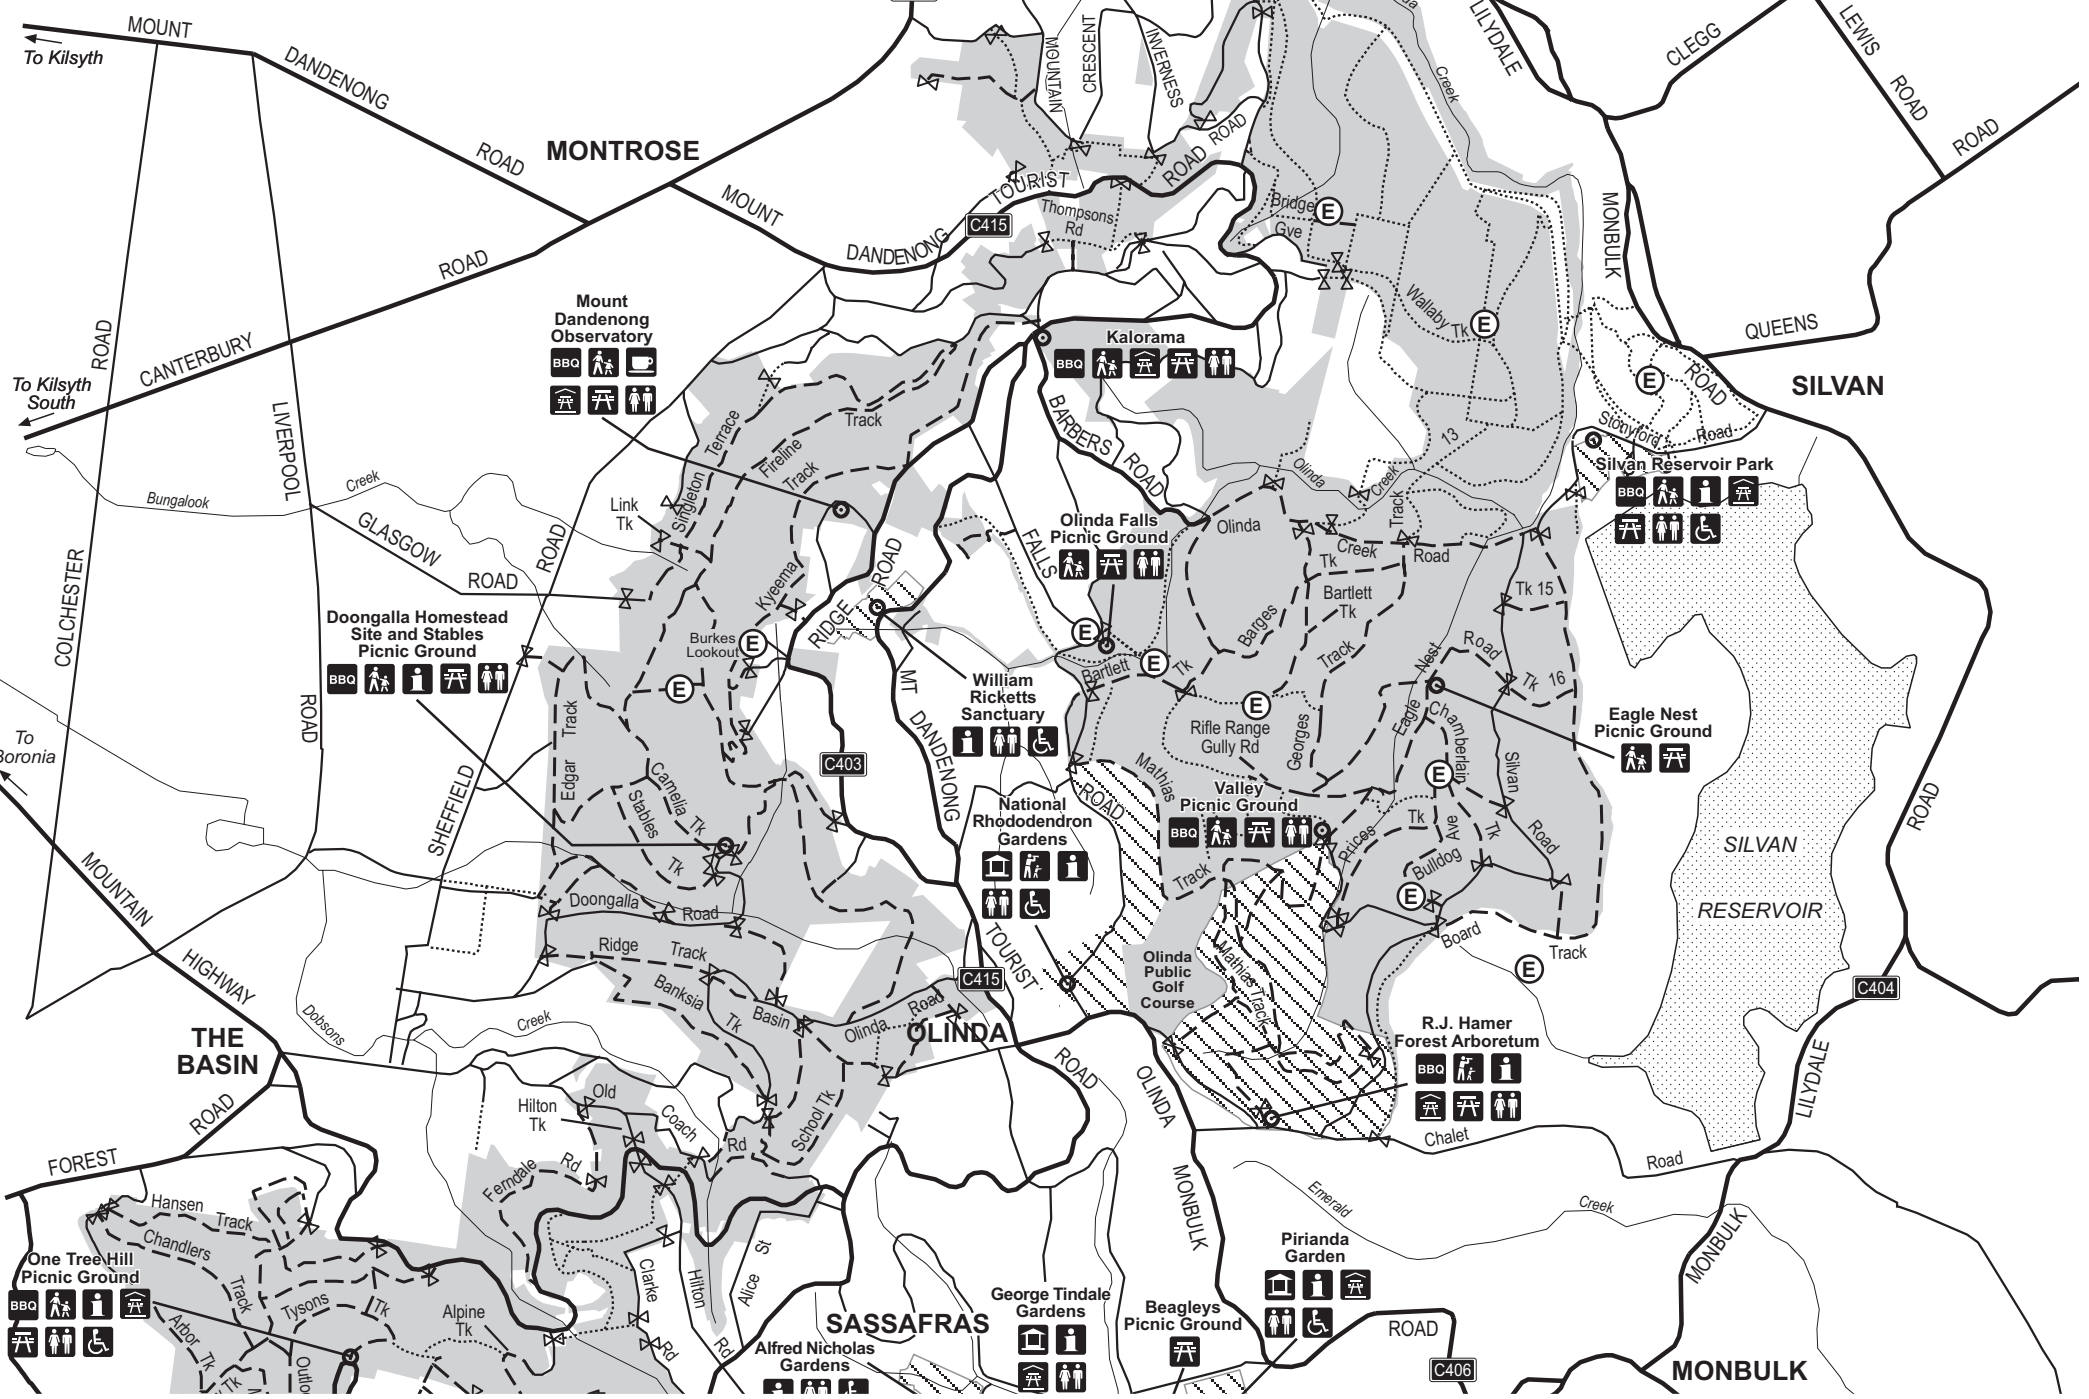 MOUNT
To Kilsyth
DANDENONG
ROAD
MONTROSE
MOUNT
DANDENONG
TOURIST
ROAD
ROAD
C415
Thompsons
Rd
MOUNTAIN
CRESCENT
INVERNESS
Creek
LILYDALE
CLEGG
LEWIS
ROAD
ROAD
MONBULK
Bridge
E
Gve
Wallaby
Tk
E
QUEENS
ROAD
SILVAN
E
Stonyford
Road
ROAD
CANTERBURY
ROAD
To Kilsyth
South
LIVERPOOL
ROAD
COLCHESTER
Bungalook
Creek
GLASGOW
ROAD
ROAD
SHEFFIELD
Mount
Dandenong
Observatory
BBQ
Kalorama
BBQ
BARBERS
ROAD
Singleton
Terrace
Fireline
Track
Track
Link
Tk
Kyeema
Burkes
Lookout
E
E
RIDGE
ROAD
FALLS
Olinda Falls
Picnic Ground
E
Olinda
Creek
13
Track
Olinda
Creek
Road
Tk
Bartlett
Tk
Barges
Track
Tk
Bartlett
E
Silvan Reservoir Park
BBQ
Tk 15
Road
Tk 16
Nest
Eagle
Chamberlain
Eagle Nest
Picnic Ground
Doongalla Homestead
Site and Stables
Picnic Ground
BBQ
To
Boronia
ROAD
Edgar
Track
Camelia
Tk
Stables
Tk
C403
MT
DANDENONG
TOURIST
William
Ricketts
Sanctuary
E
Rifle Range
Gully Rd
Georges
Mathias
Track
ROAD
Valley
Picnic Ground
BBQ
E
Silvan
Road
Prices
Tk
Ave
Tk
Bulldog
E
National
Rhododendron
Gardens
SILVAN
RESERVOIR
ROAD
Doongalla
Road
Ridge
Track
Banksia
Tk
Basin
Olinda
Road
OLINDA
C415
Olinda
Public
Golf
Course
Mathias Track
Board
Track
E
C404
LILYDALE
R.J. Hamer
Forest Arboretum
BBQ
MOUNTAIN
HIGHWAY
THE
BASIN
Dobsons
Creek
ROAD
FOREST
Hilton
Tk
Old
Coach
Rd
School Tk
Ferndale
Rd
ROAD
OLINDA
MONBULK
Chalet
Road
Emerald
Creek
MONBULK
Hansen
Track
Chandlers
Track
One Tree Hill
Picnic Ground
BBQ
Tysons
Tk
Arbor
Tk
Tk
Alpine
Tk
Clarke
Rd
Hilton
Rd
Alice St
SASSAFRAS
Alfred Nicholas
Gardens
George Tindale
Gardens
Beagleys
Picnic Ground
Pirianda
Garden
ROAD
C406
MONBULK